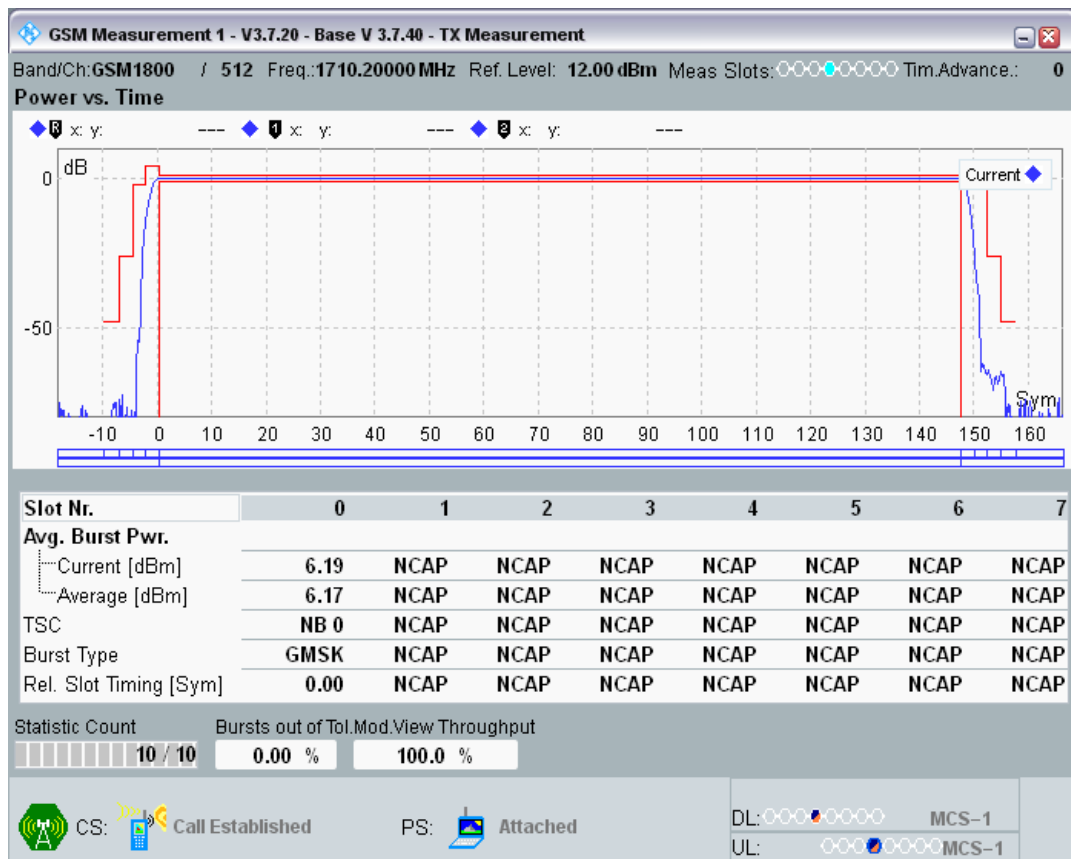 GSM Measurement 1 - V3.7.20 - Base V 3.7.40 - TX Measurement
Band/Ch:GSM1800 / 512 Freq.:1710.20000 MHz Ref. Level: 12.00 dBm Meas Slots: Tim.Advance.: 0
Power vs. Time
R x: y: --- 1 x: y: --- 2 x: y: ---
dB
Current
0
-50
Sym
-10 0 10 20 30 40 50 60 70 80 90 100 110 120 130 140 150 160
Slot Nr. 0 1 2 3 4 5 6 7
Avg. Burst Pwr.
Current [dBm] 6.19 NCAP NCAP NCAP NCAP NCAP NCAP NCAP
Average [dBm] 6.17 NCAP NCAP NCAP NCAP NCAP NCAP NCAP
TSC NB 0 NCAP NCAP NCAP NCAP NCAP NCAP NCAP
Burst Type GMSK NCAP NCAP NCAP NCAP NCAP NCAP NCAP
Rel. Slot Timing [Sym] 0.00 NCAP NCAP NCAP NCAP NCAP NCAP NCAP
Statistic Count Bursts out of Tol.Mod.View Throughput
10 / 10 0.00 % 100.0 %
CS: Call Established PS: Attached
DL: MCS-1
UL: MCS-1